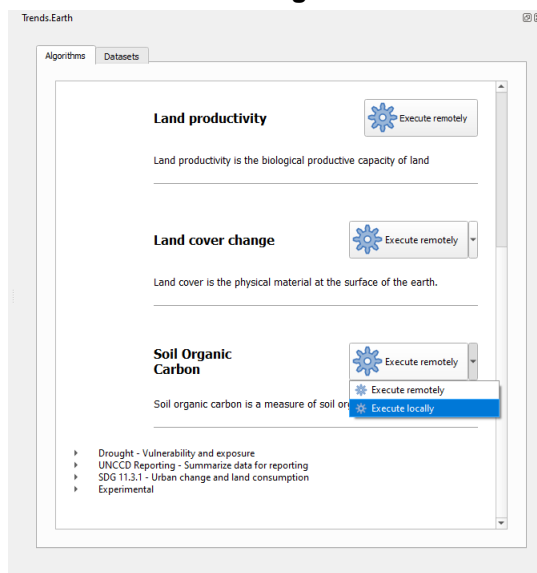 Trends.Earth
Algorithms Datasets
Land productivity
Execute remotely
Land productivity is the biological productive capacity of land
Land cover change
Execute remotely
Land cover is the physical material at the surface of the earth.
Soil Organic
Carbon
Execute remotely
Execute remotely
Soil organic carbon is a measure of soil
Execute locally
Drought - Vulnerability and exposure
UNCCD Reporting - Summarize data for reporting
SDG 11.3.1 - Urban change and land consumption
Experimental